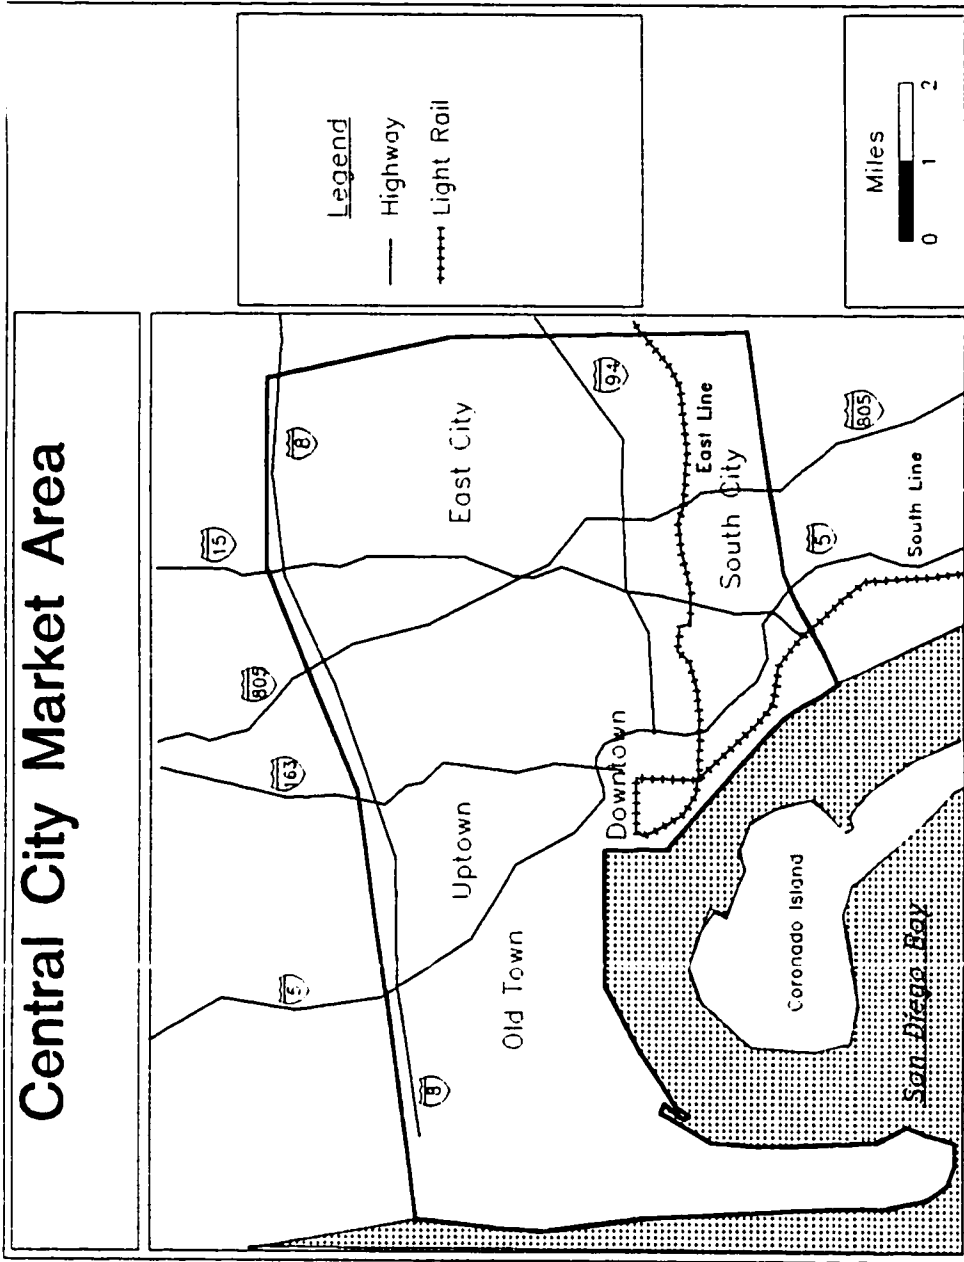 Central City Market Area
15
805
163
5
8
8
East City
Uptown
Old Town
94
Downtown
East Line
South City
805
5
South Line
Coronado Island
San Diego Bay
Legend
Highway
Light Rail
Miles
0 1 2